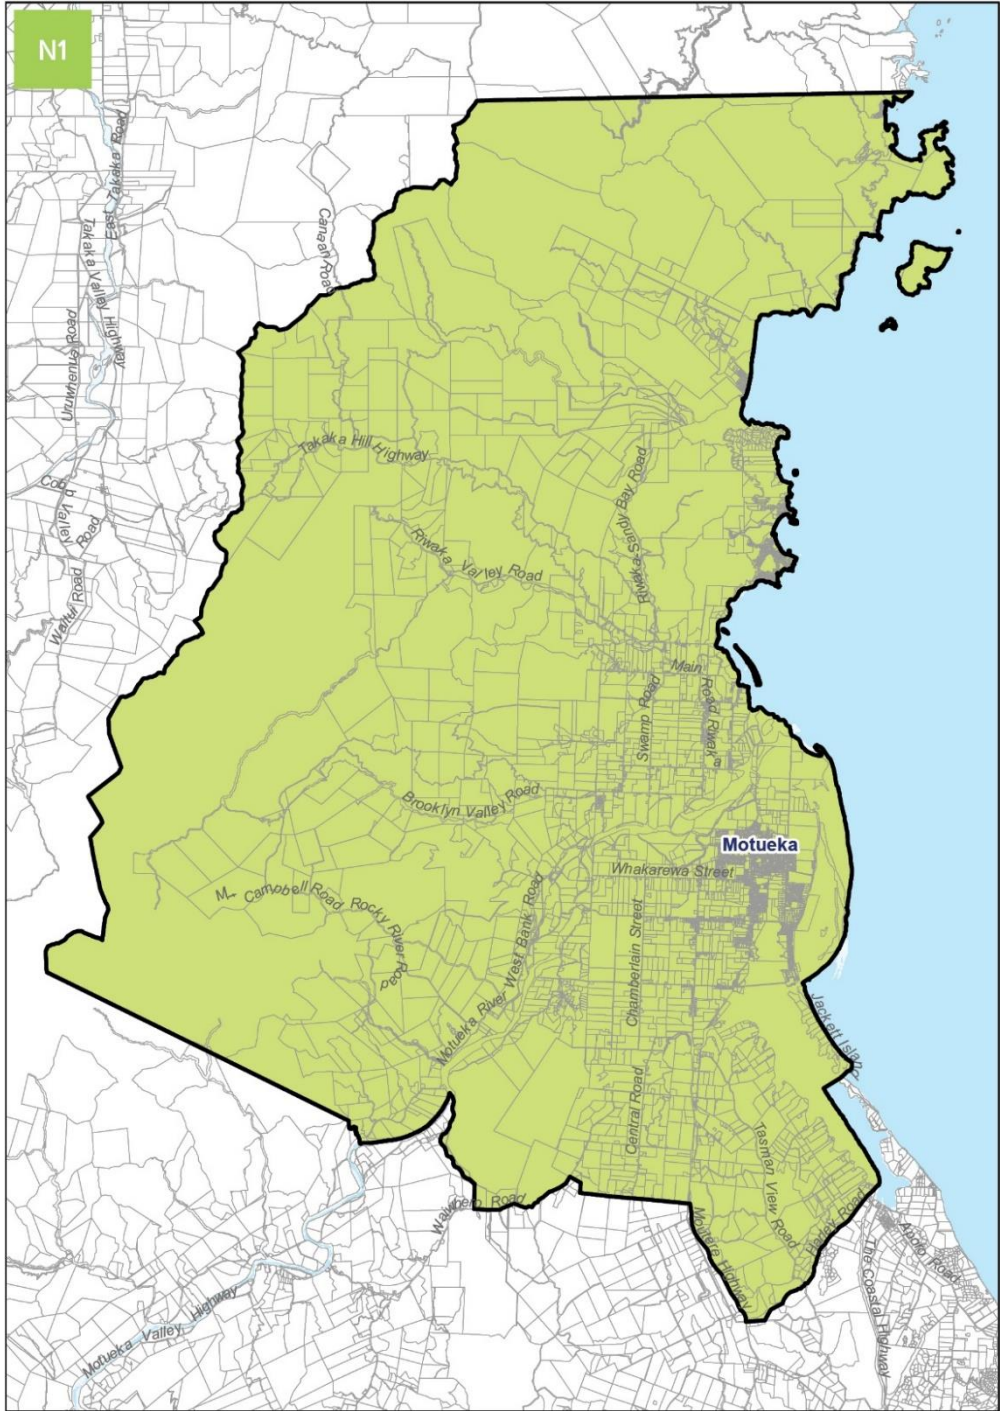 N1
East Takaka Road
Takaka Valley Highway
Canaan Road
Uruwhenua Road
Takaka Hill Highway
Cobb Valley Road
Riwaka-Sandy Bay Road
Riwaka Valley Road
Waitui Road
Main Road Riwaka
Swamp Road
Brooklyn Valley Road
Motueka
Whakarewa Street
Campbell Road
Rocky River Road
Motueka River West Bank Road
Chamberlain Street
Jackett Island
Central Road
Tasman View Road
Waiwhero Road
Moutere Highway
Harley Road
Aporo Road
The Coastal Highway
Motueka Valley Highway